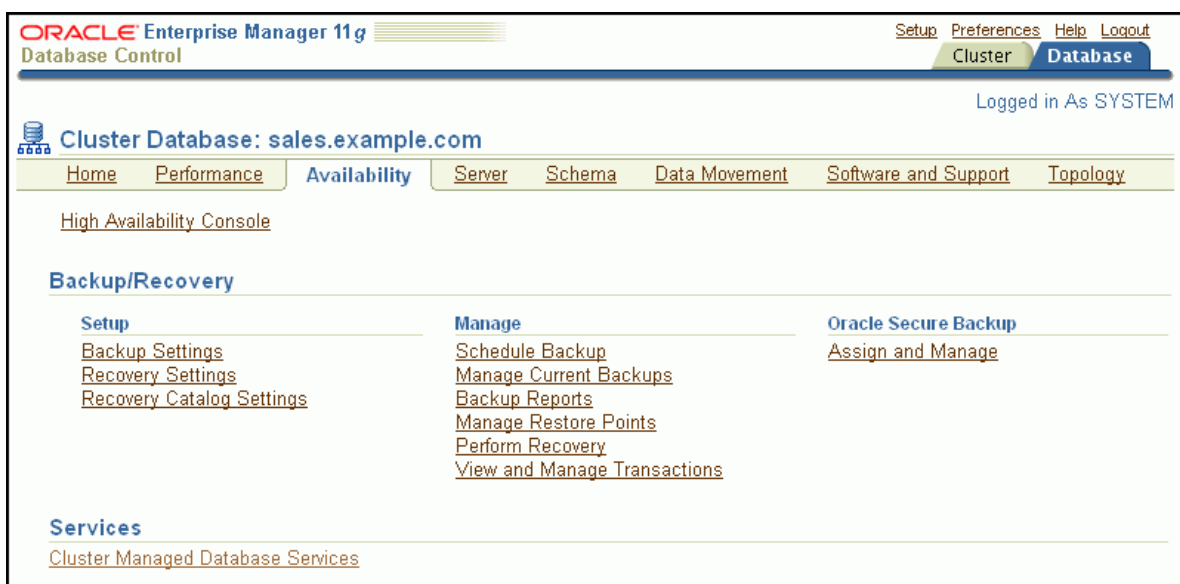 ORACLE Enterprise Manager 11g
Database Control
Setup Preferences Help Logout
Cluster Database
Logged in As SYSTEM
Cluster Database: sales.example.com
Home Performance Availability Server Schema Data Movement Software and Support Topology
High Availability Console
Backup/Recovery
Setup
Backup Settings
Recovery Settings
Recovery Catalog Settings
Manage
Schedule Backup
Manage Current Backups
Backup Reports
Manage Restore Points
Perform Recovery
View and Manage Transactions
Oracle Secure Backup
Assign and Manage
Services
Cluster Managed Database Services